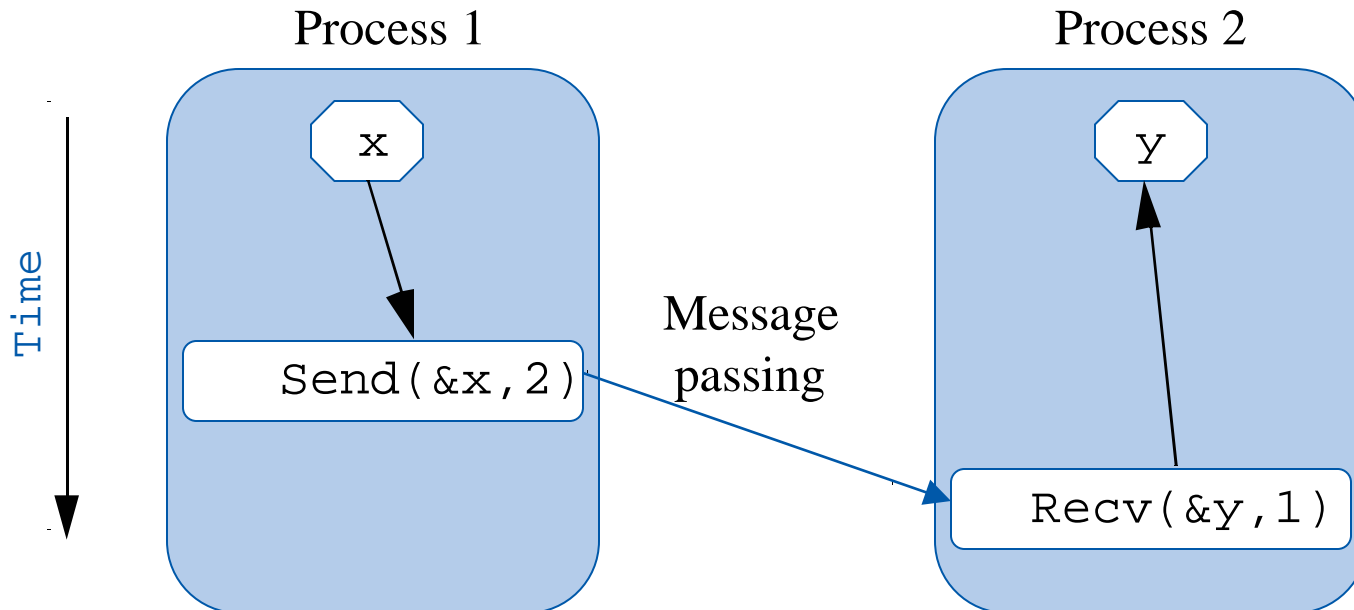 Process 1
Process 2
x
y
Time
Message
passing
Send(&x,2)
Recv(&y,1)